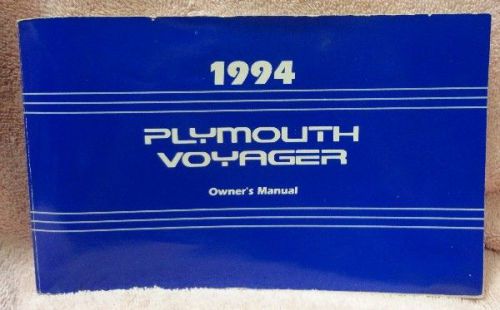 1994
PLYMOUTH
VOYAGER
Owner's Manual